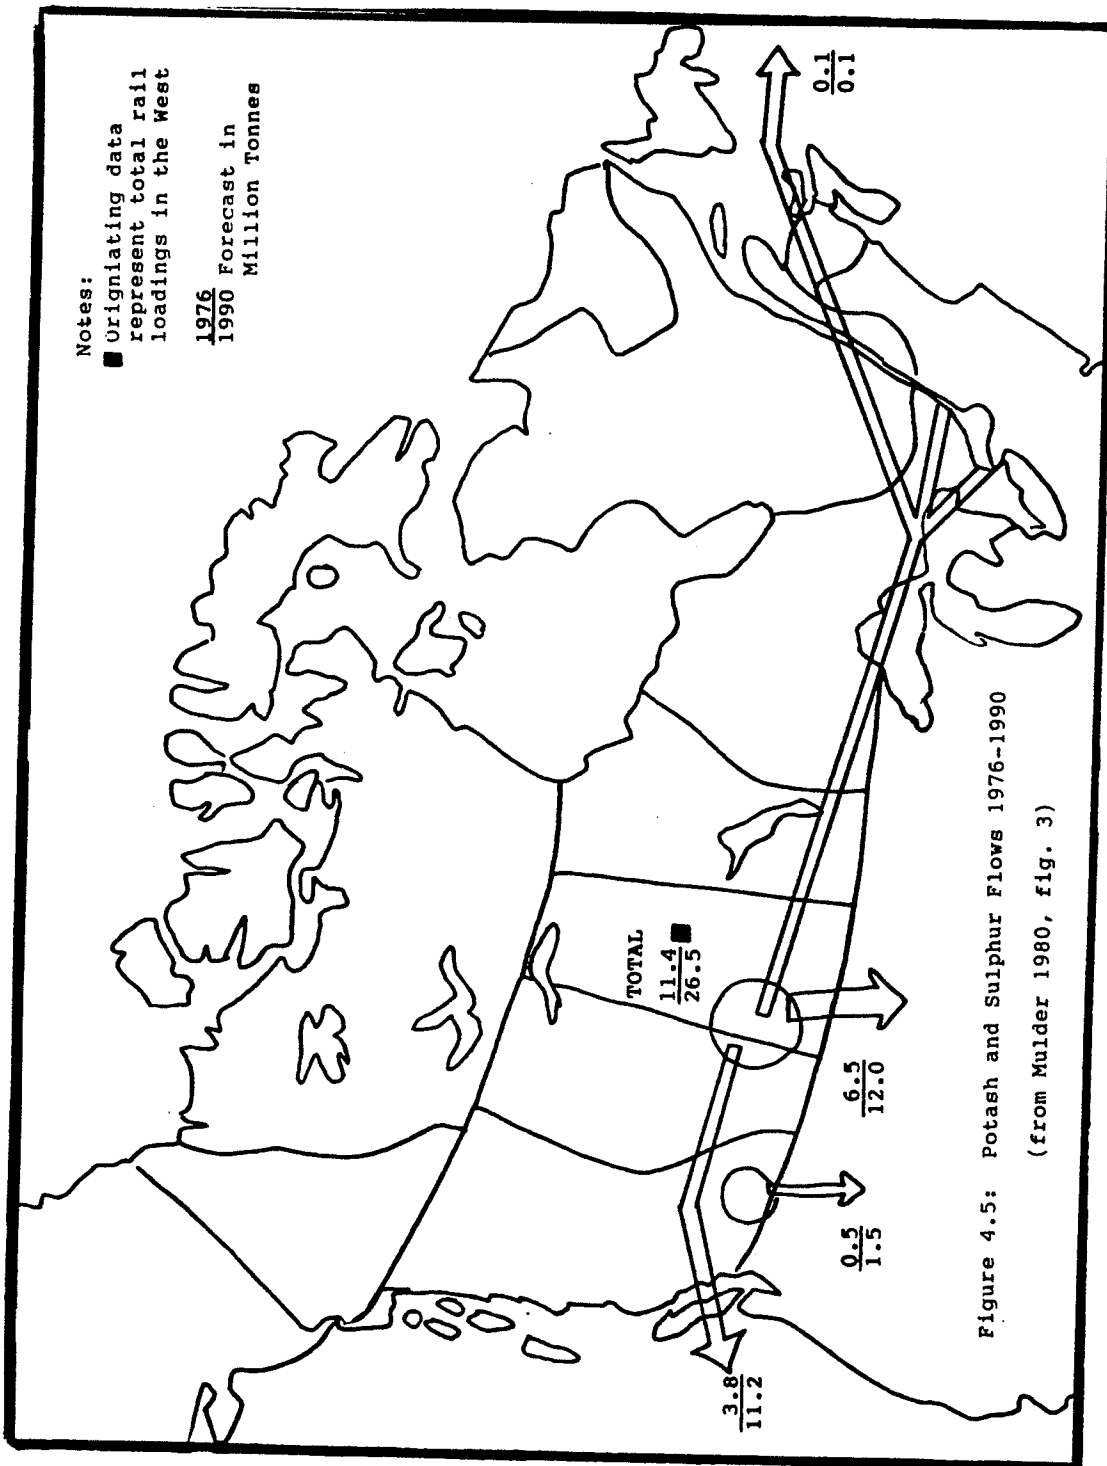 Notes:
■ Origniating data
represent total rail
loadings in the West
1976
1990 Forecast in
Million Tonnes
TOTAL
11.4 ■
26.5
0.1
0.1
6.5
12.0
0.5
1.5
3.8
11.2
Figure 4.5: Potash and Sulphur Flows 1976-1990
(from Mulder 1980, fig. 3)